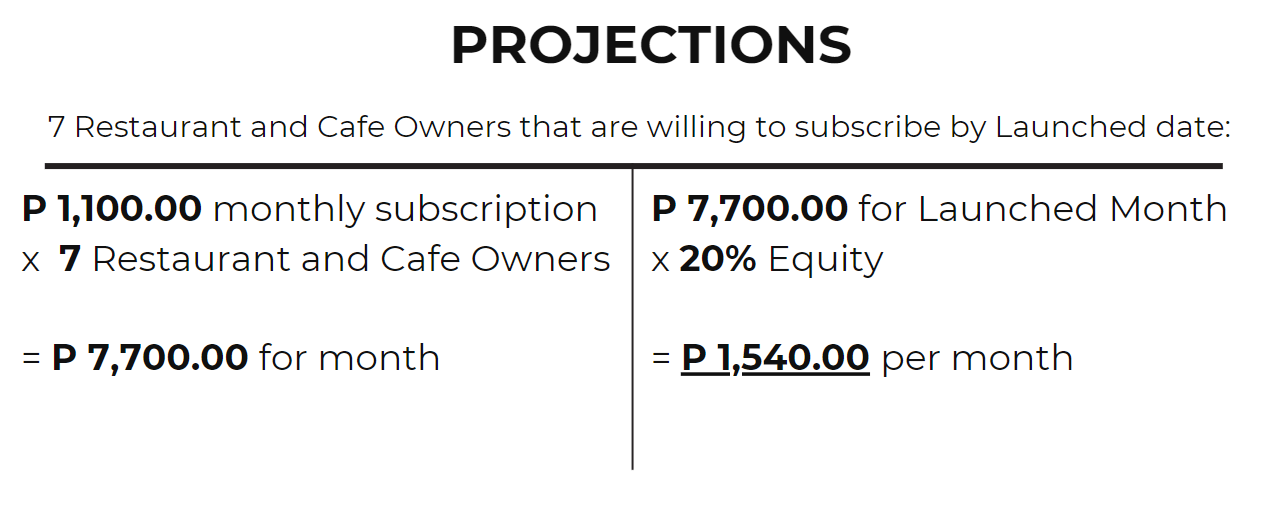 PROJECTIONS
7 Restaurant and Cafe Owners that are willing to subscribe by Launched date:
P 1,100.00 monthly subscription
x 7 Restaurant and Cafe Owners
= P 7,700.00 for month
P 7,700.00 for Launched Month
x 20% Equity
= P 1,540.00 per month